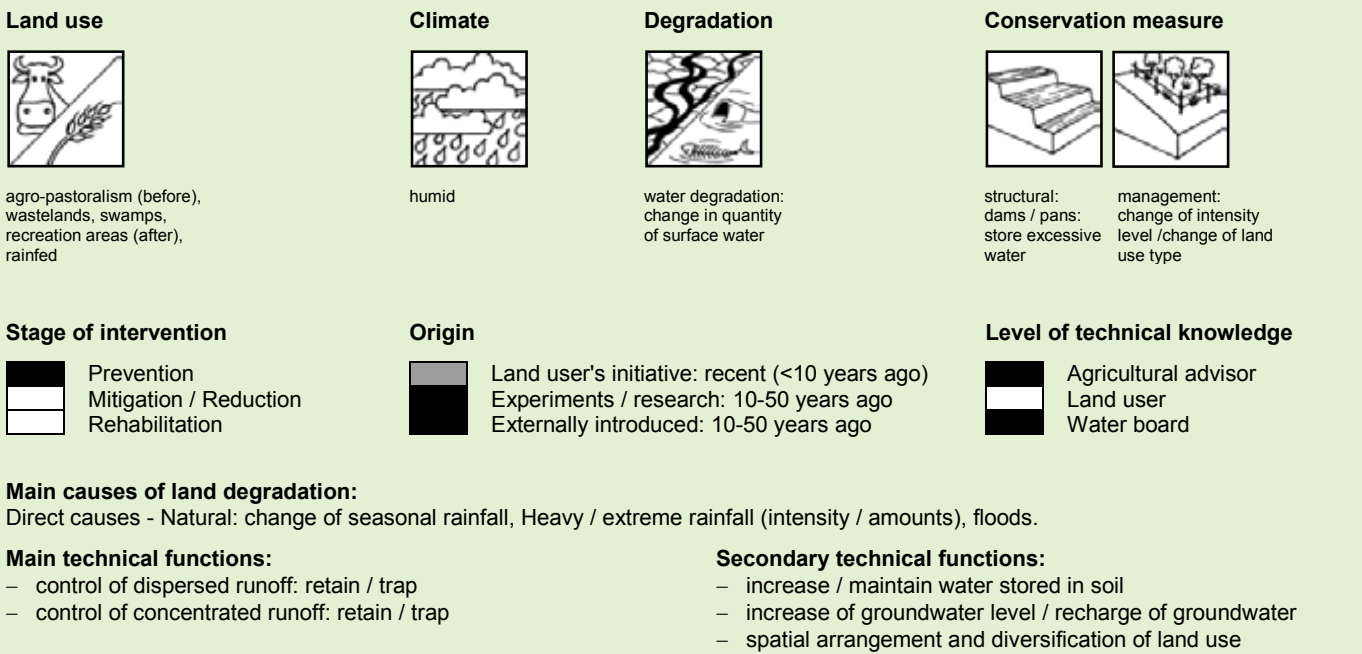 Land use
agro-pastoralism (before),
wastelands, swamps,
recreation areas (after),
rainfed
Climate
humid
Degradation
water degradation:
change in quantity
of surface water
Conservation measure
structural:
dams / pans:
store excessive
water
management:
change of intensity
level /change of land
use type
Stage of intervention
Prevention
Mitigation / Reduction
Rehabilitation
Origin
Land user's initiative: recent (<10 years ago)
Experiments / research: 10-50 years ago
Externally introduced: 10-50 years ago
Level of technical knowledge
Agricultural advisor
Land user
Water board
Main causes of land degradation:
Direct causes - Natural: change of seasonal rainfall, Heavy / extreme rainfall (intensity / amounts), floods.
Main technical functions:
– control of dispersed runoff: retain / trap
– control of concentrated runoff: retain / trap
Secondary technical functions:
– increase / maintain water stored in soil
– increase of groundwater level / recharge of groundwater
– spatial arrangement and diversification of land use